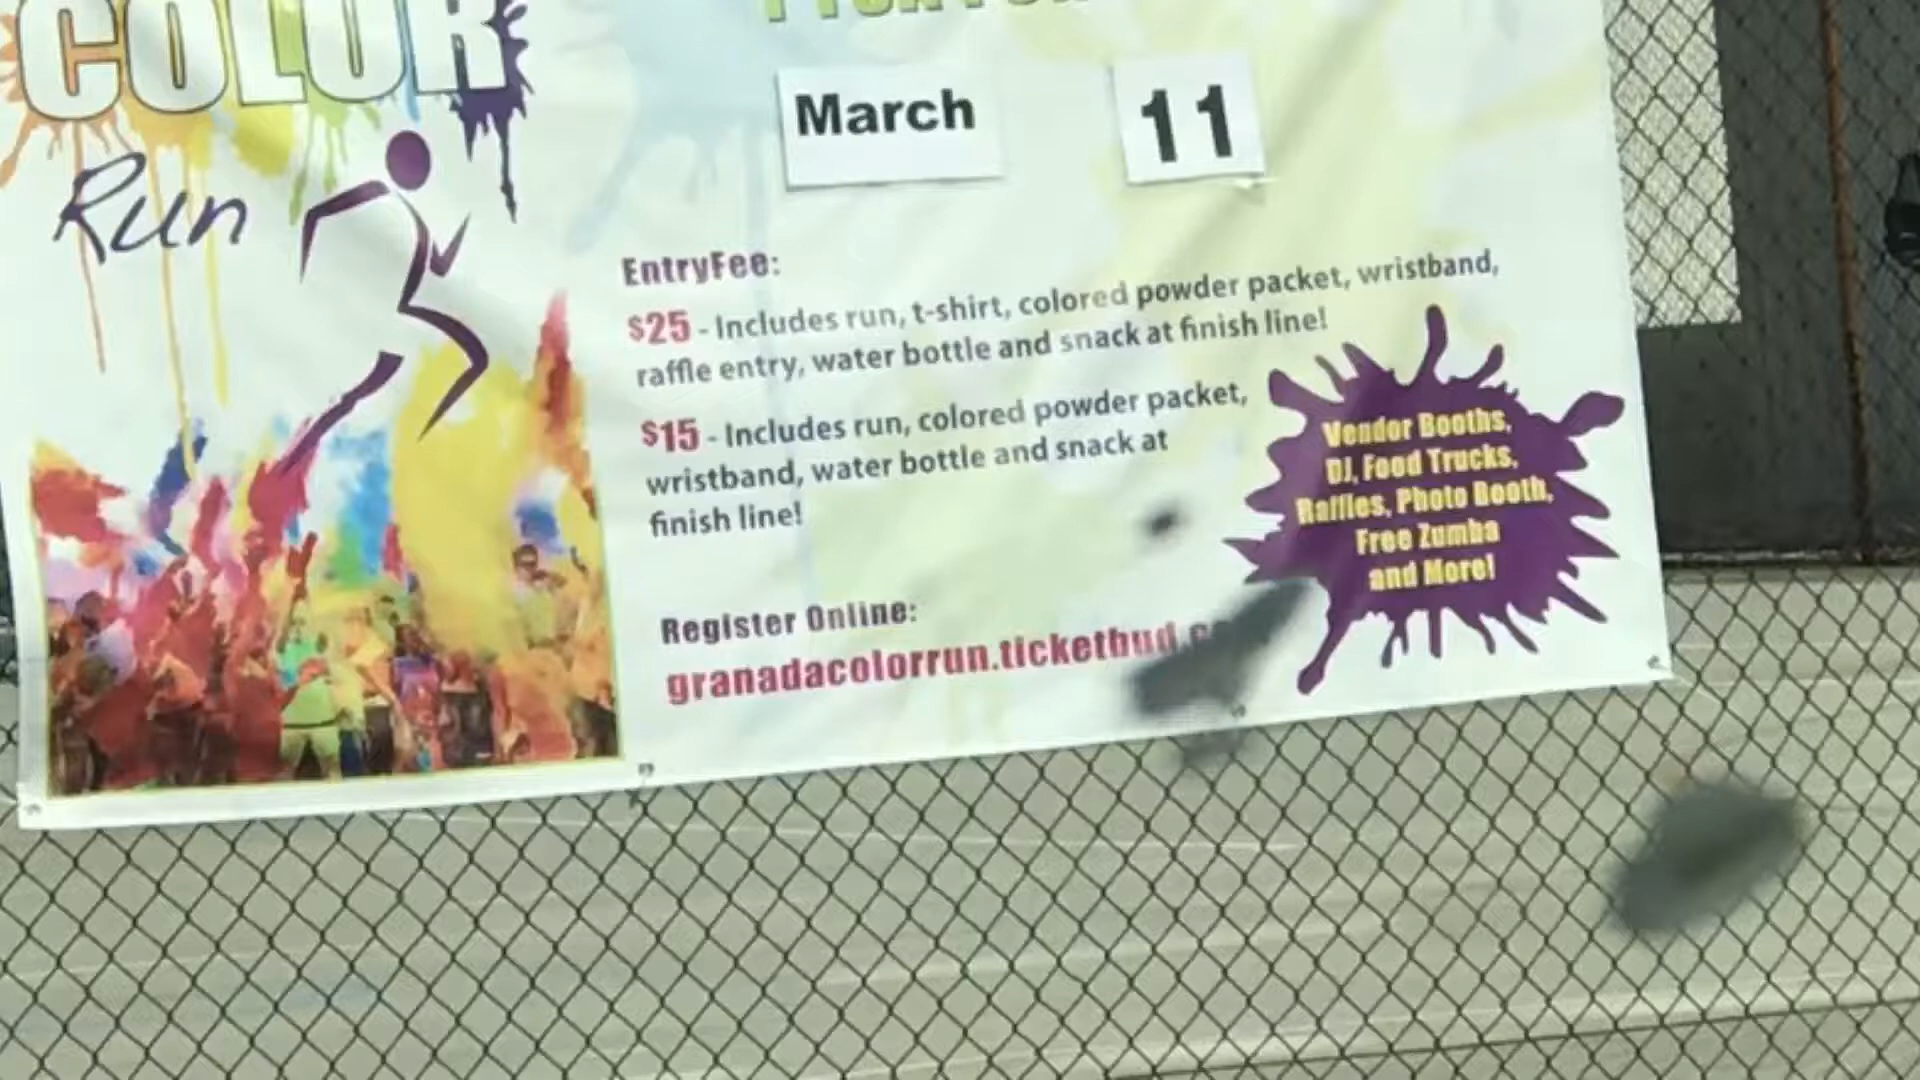 COLOR
Run
March 11
EntryFee:
$25 - Includes run, t-shirt, colored powder packet, wristband,
raffle entry, water bottle and snack at finish line!
$15 - Includes run, colored powder packet,
wristband, water bottle and snack at
finish line!
Vendor Booths,
DJ, Food Trucks,
Raffles, Photo Booth,
Free Zumba
and More!
Register Online:
granadacolorrun.ticketbud.c